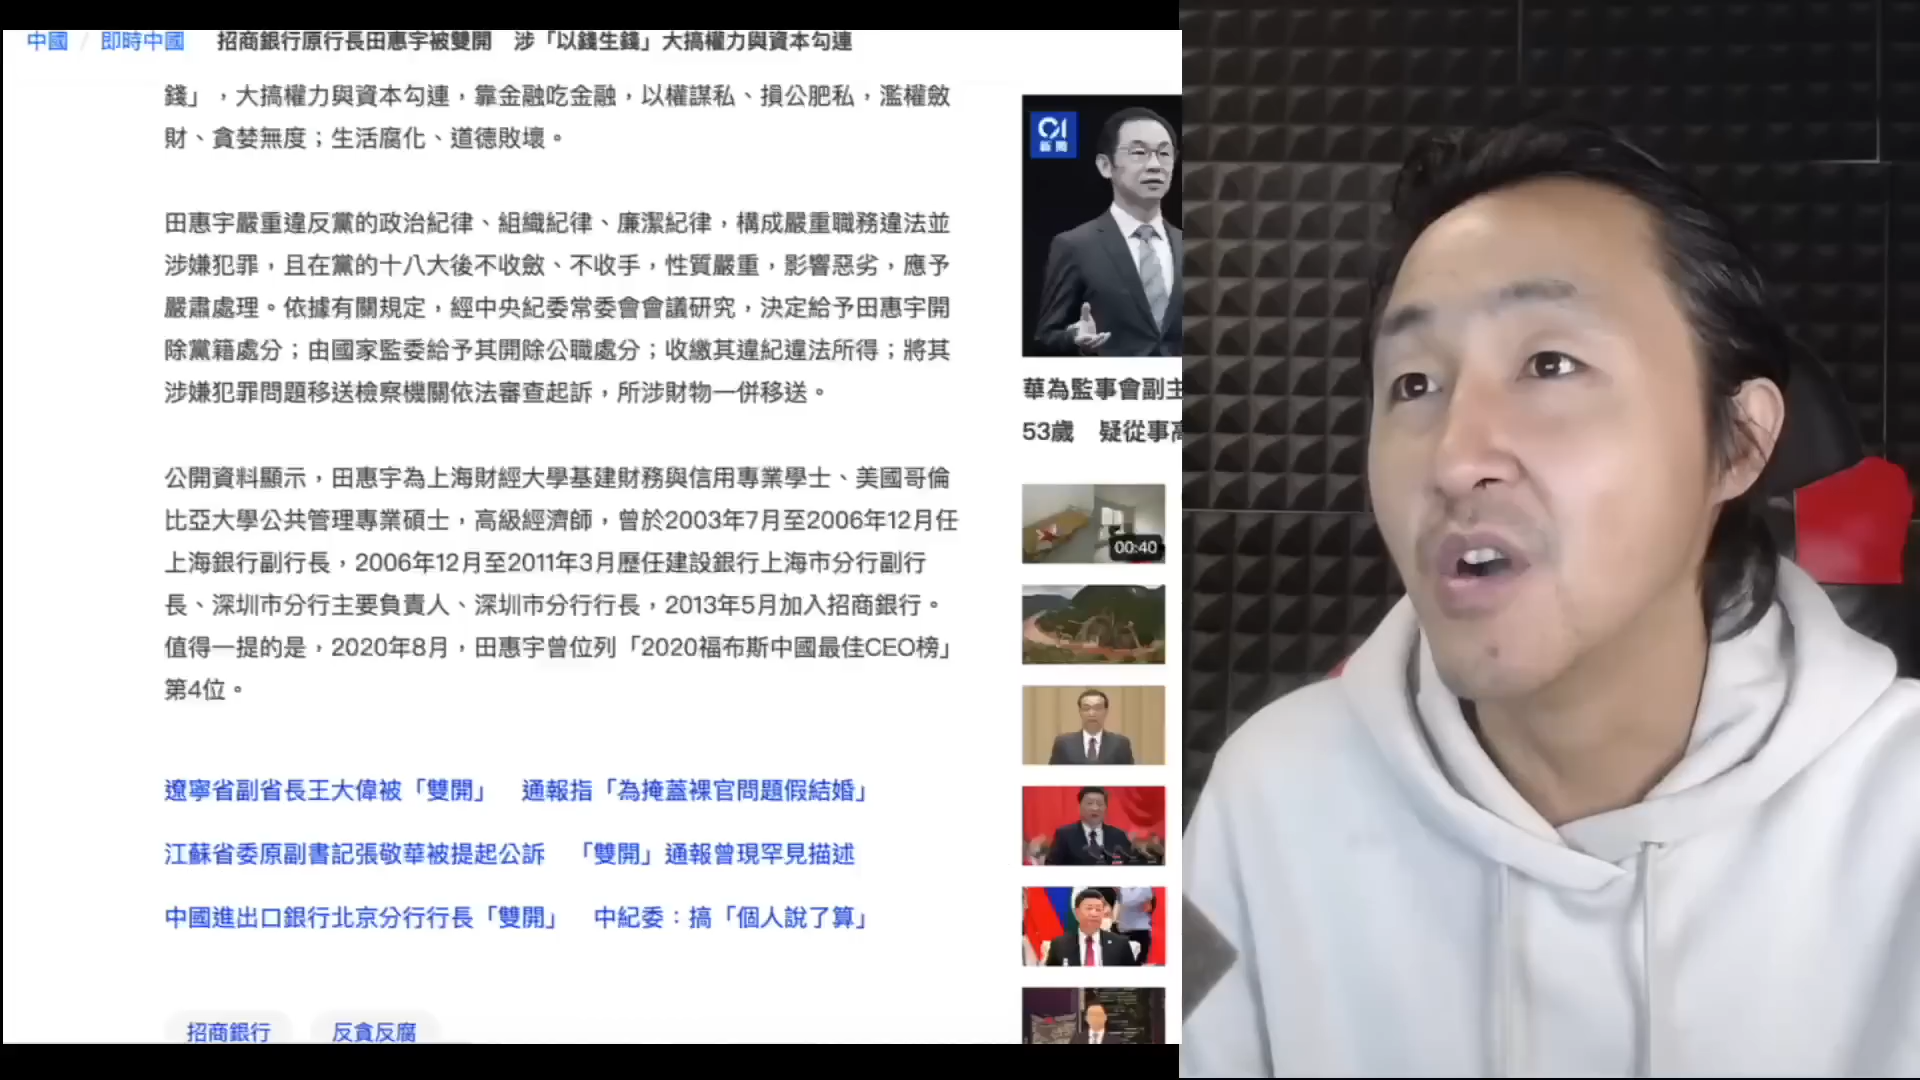 中國 / 即時中國 招商銀行原行長田惠宇被雙開 涉「以錢生錢」大搞權力與資本勾連
錢」，大搞權力與資本勾連，靠金融吃金融，以權謀私、損公肥私，濫權斂
財、貪婪無度；生活腐化、道德敗壞。
田惠宇嚴重違反黨的政治紀律、組織紀律、廉潔紀律，構成嚴重職務違法並
涉嫌犯罪，且在黨的十八大後不收斂、不收手，性質嚴重，影響惡劣，應予
嚴肅處理。依據有關規定，經中央紀委常委會會議研究，決定給予田惠宇開
除黨籍處分；由國家監委給予其開除公職處分；收繳其違紀違法所得；將其
涉嫌犯罪問題移送檢察機關依法審查起訴，所涉財物一併移送。
公開資料顯示，田惠宇為上海財經大學基建財務與信用專業學士、美國哥倫
比亞大學公共管理專業碩士，高級經濟師，曾於2003年7月至2006年12月任
上海銀行副行長，2006年12月至2011年3月歷任建設銀行上海市分行副行
長、深圳市分行主要負責人、深圳市分行行長，2013年5月加入招商銀行。
值得一提的是，2020年8月，田惠宇曾位列「2020福布斯中國最佳CEO榜」
第4位。
遼寧省副省長王大偉被「雙開」 通報指「為掩蓋裸官問題假結婚」
江蘇省委原副書記張敬華被提起公訴 「雙開」通報曾現罕見描述
中國進出口銀行北京分行行長「雙開」 中紀委：搞「個人說了算」
招商銀行 反貪反腐
01
新聞
華為監事會副主
53歲 疑從事高
00:40